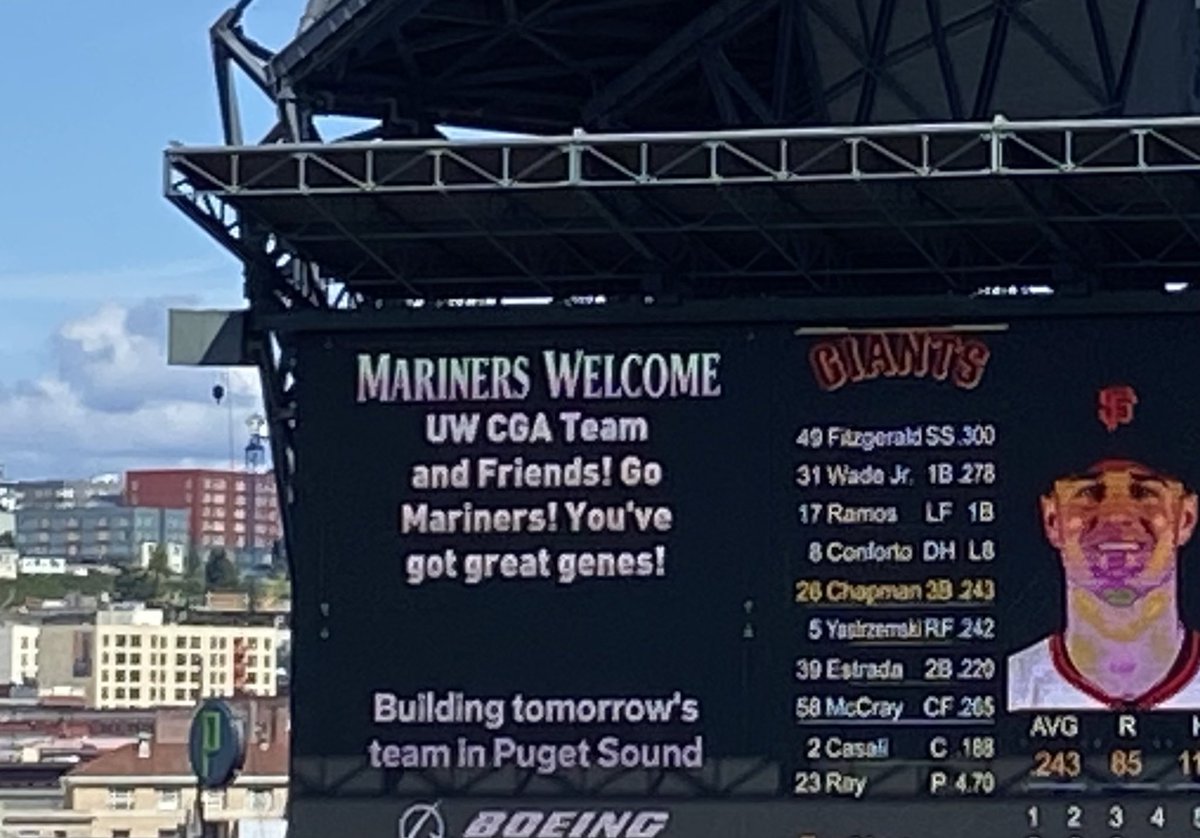 MARINERS WELCOME
UW CGA Team
and Friends! Go
Mariners! You've
got great genes!
Building tomorrow's
team in Puget Sound
BOEING
GIANTS
49 Fitzgerald SS .300
31 Wade Jr. 1B .278
17 Ramos LF 1B
8 Conforto DH L8
26 Chapman 3B .243
5 Yastrzemski RF .242
39 Estrada 2B .220
58 McCray CF .265
2 Casali C .188
23 Ray P 4.70
SF
AVG R
.243 85 11
1 2 3 4
P